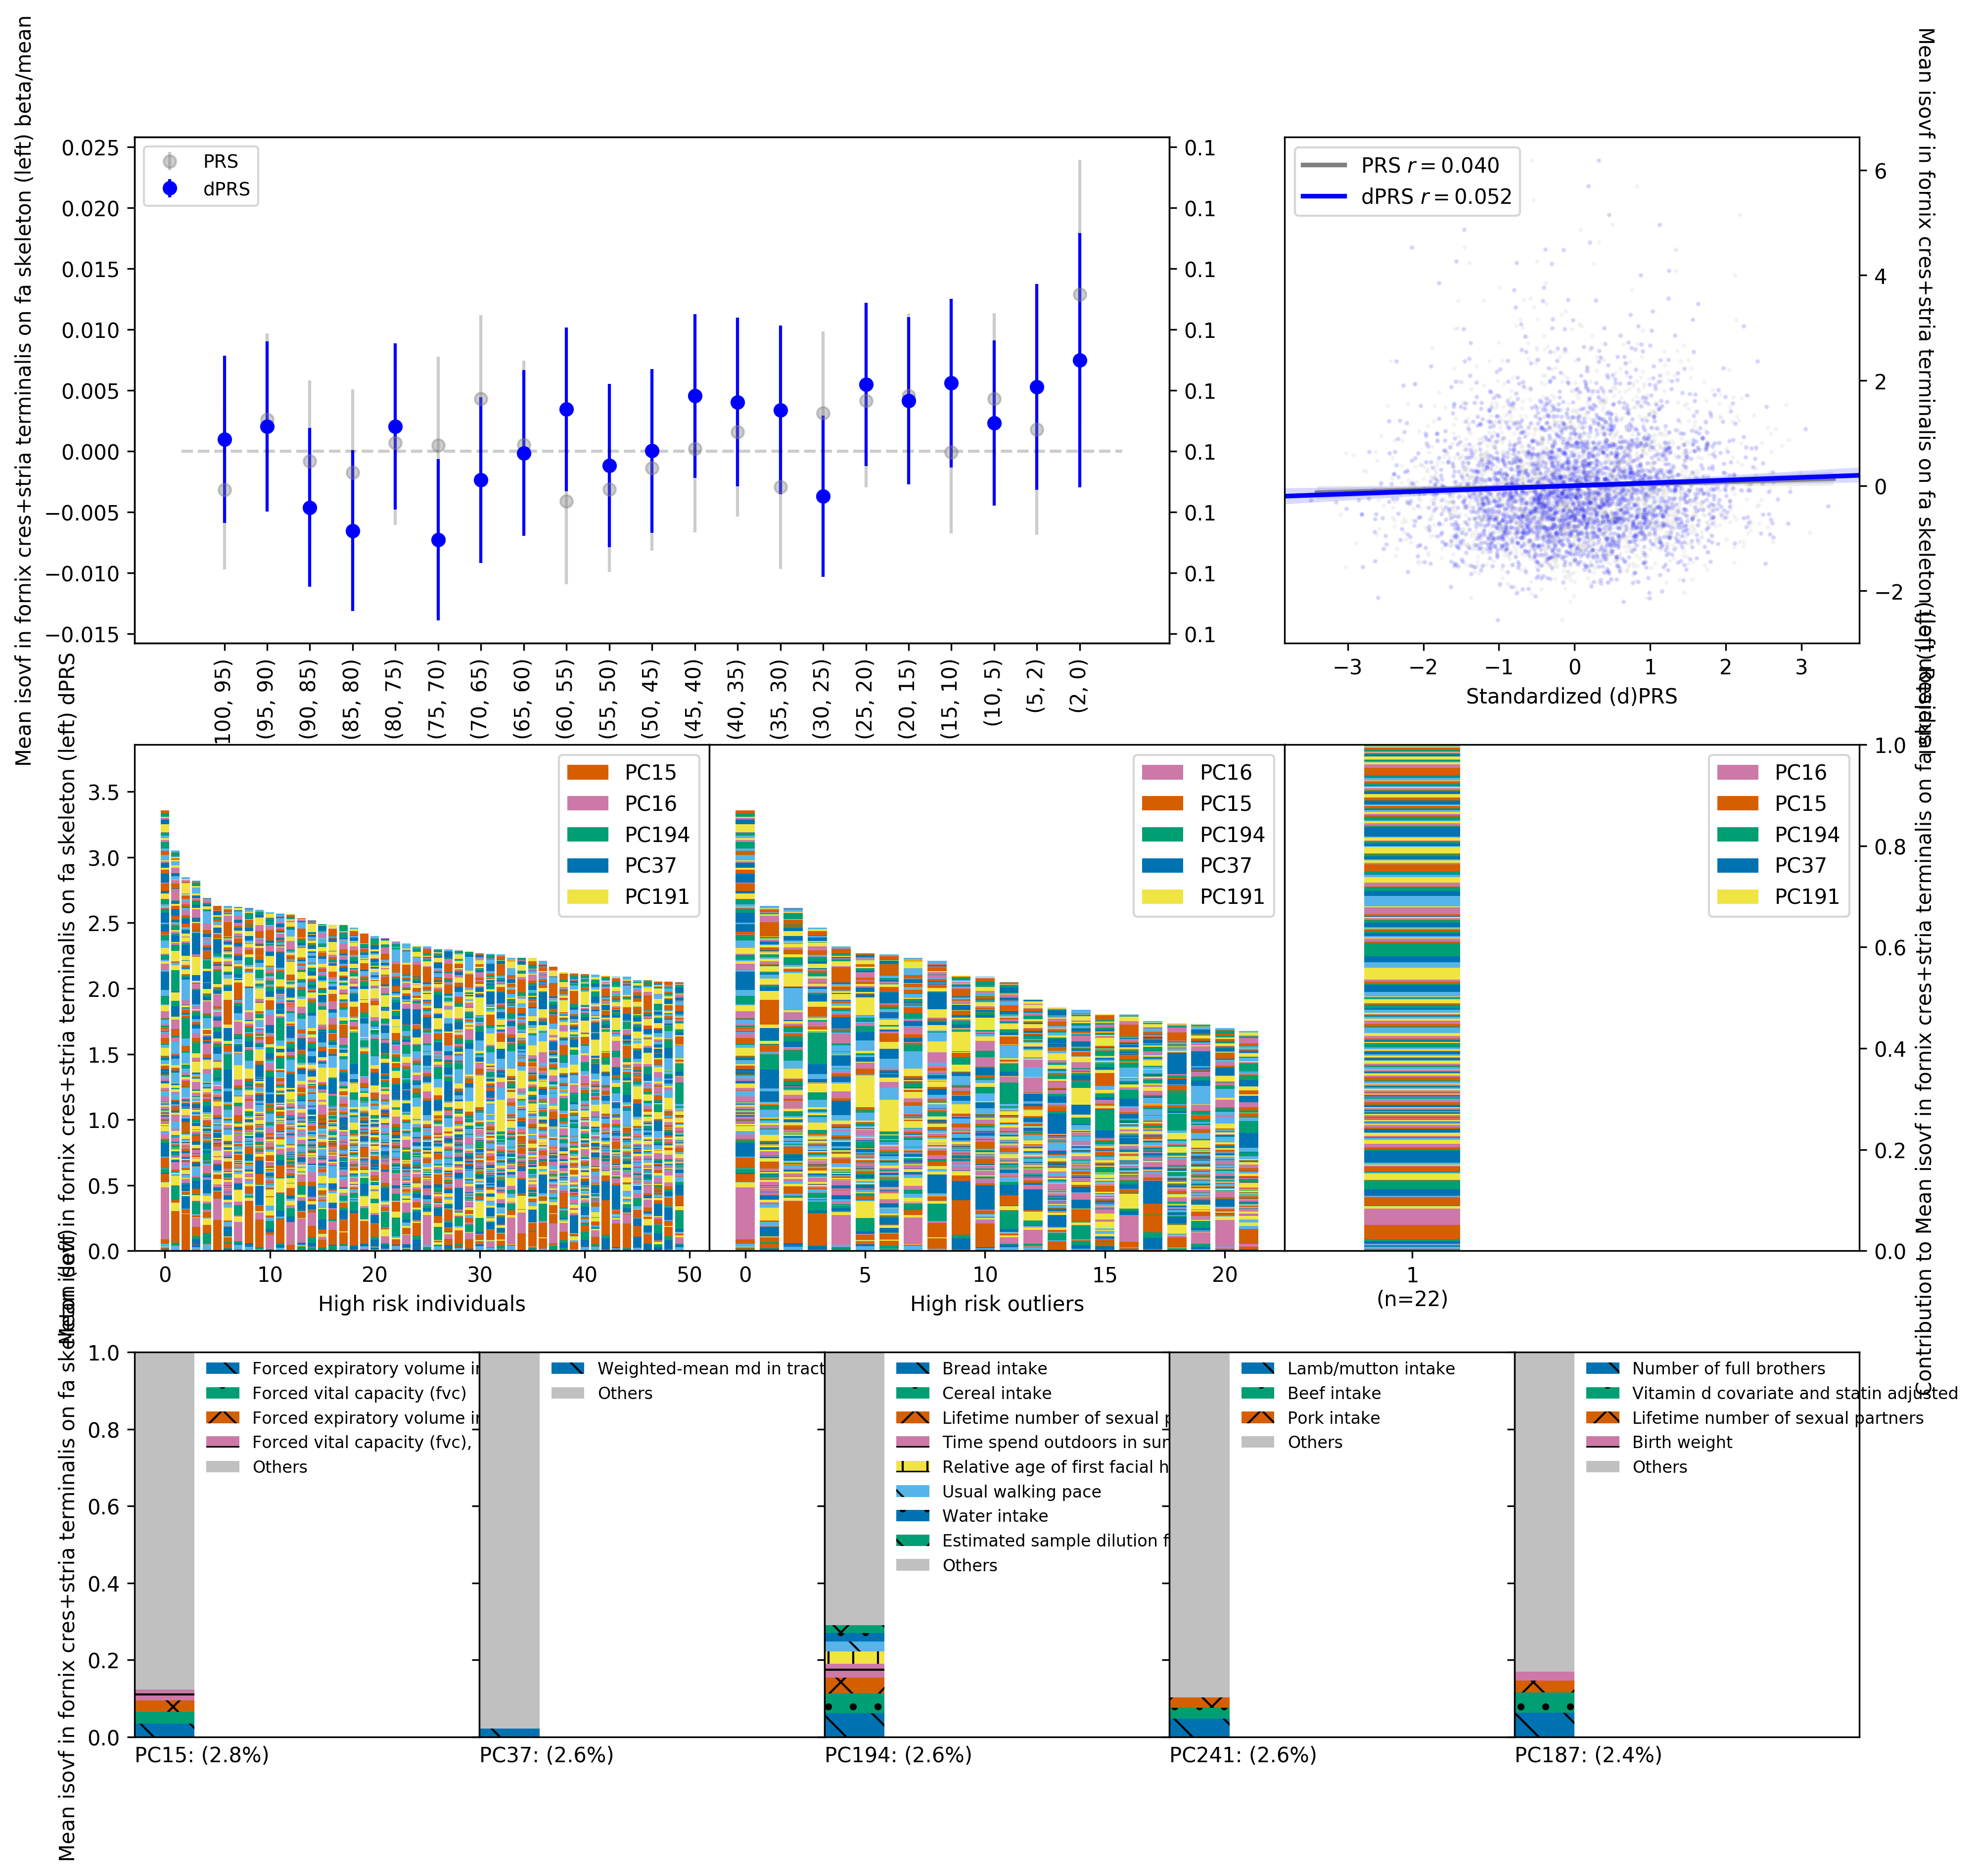 Mean isovf in fornix cres+stria terminalis on fa skeleton (left) beta/mean
0.025
0.020
0.015
0.010
0.005
0.000
−0.005
−0.010
−0.015
PRS
dPRS
0.1
0.1
0.1
0.1
0.1
0.1
0.1
0.1
0.1
100, 95)
(95, 90)
(90, 85)
(85, 80)
(80, 75)
(75, 70)
(70, 65)
(65, 60)
(60, 55)
(55, 50)
(50, 45)
(45, 40)
(40, 35)
(35, 30)
(30, 25)
(25, 20)
(20, 15)
(15, 10)
(10, 5)
(5, 2)
(2, 0)
PRS r = 0.040
dPRS r = 0.052
6
4
2
0
−2
−3
−2
−1
0
1
2
3
Standardized (d)PRS
Mean isovf in fornix cres+stria terminalis on fa skeleton (left) Residual
Mean isovf in fornix cres+stria terminalis on fa skeleton (left) dPRS
3.5
3.0
2.5
2.0
1.5
1.0
0.5
0.0
PC15
PC16
PC194
PC37
PC191
0
10
20
30
40
50
High risk individuals
PC16
PC15
PC194
PC37
PC191
0
5
10
15
20
High risk outliers
PC16
PC15
PC194
PC37
PC191
1
(n=22)
1.0
0.8
0.6
0.4
0.2
0.0
Contribution to Mean isovf in fornix cres+stria terminalis on fa skeleton (left)
Mean isovf in fornix cres+stria terminalis on fa skeleton (left)
1.0
0.8
0.6
0.4
0.2
0.0
Forced expiratory volume in
Forced vital capacity (fvc)
Forced expiratory volume in
Forced vital capacity (fvc),
Others
PC15: (2.8%)
Weighted-mean md in tract
Others
PC37: (2.6%)
Bread intake
Cereal intake
Lifetime number of sexual p
Time spend outdoors in sum
Relative age of first facial h
Usual walking pace
Water intake
Estimated sample dilution f
Others
PC194: (2.6%)
Lamb/mutton intake
Beef intake
Pork intake
Others
PC241: (2.6%)
Number of full brothers
Vitamin d covariate and statin adjusted
Lifetime number of sexual partners
Birth weight
Others
PC187: (2.4%)